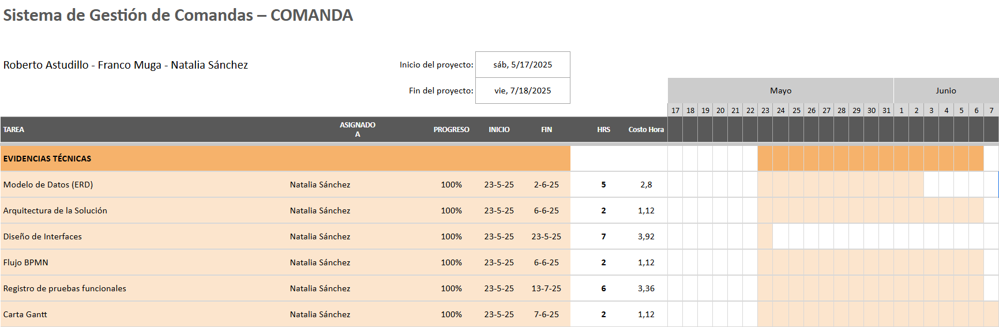 Sistema de Gestión de Comandas – COMANDA
Roberto Astudillo - Franco Muga - Natalia Sánchez Inicio del proyecto: sáb, 5/17/2025
Fin del proyecto: vie, 7/18/2025 Mayo Junio
17 18 19 20 21 22 23 24 25 26 27 28 29 30 31 1 2 3 4 5 6 7
TAREA ASIGNADO A PROGRESO INICIO FIN HRS Costo Hora
EVIDENCIAS TÉCNICAS
Modelo de Datos (ERD) Natalia Sánchez 100% 23-5-25 2-6-25 5 2,8
Arquitectura de la Solución Natalia Sánchez 100% 23-5-25 6-6-25 2 1,12
Diseño de Interfaces Natalia Sánchez 100% 23-5-25 23-5-25 7 3,92
Flujo BPMN Natalia Sánchez 100% 23-5-25 6-6-25 2 1,12
Registro de pruebas funcionales Natalia Sánchez 100% 23-5-25 13-7-25 6 3,36
Carta Gantt Natalia Sánchez 100% 23-5-25 7-6-25 2 1,12